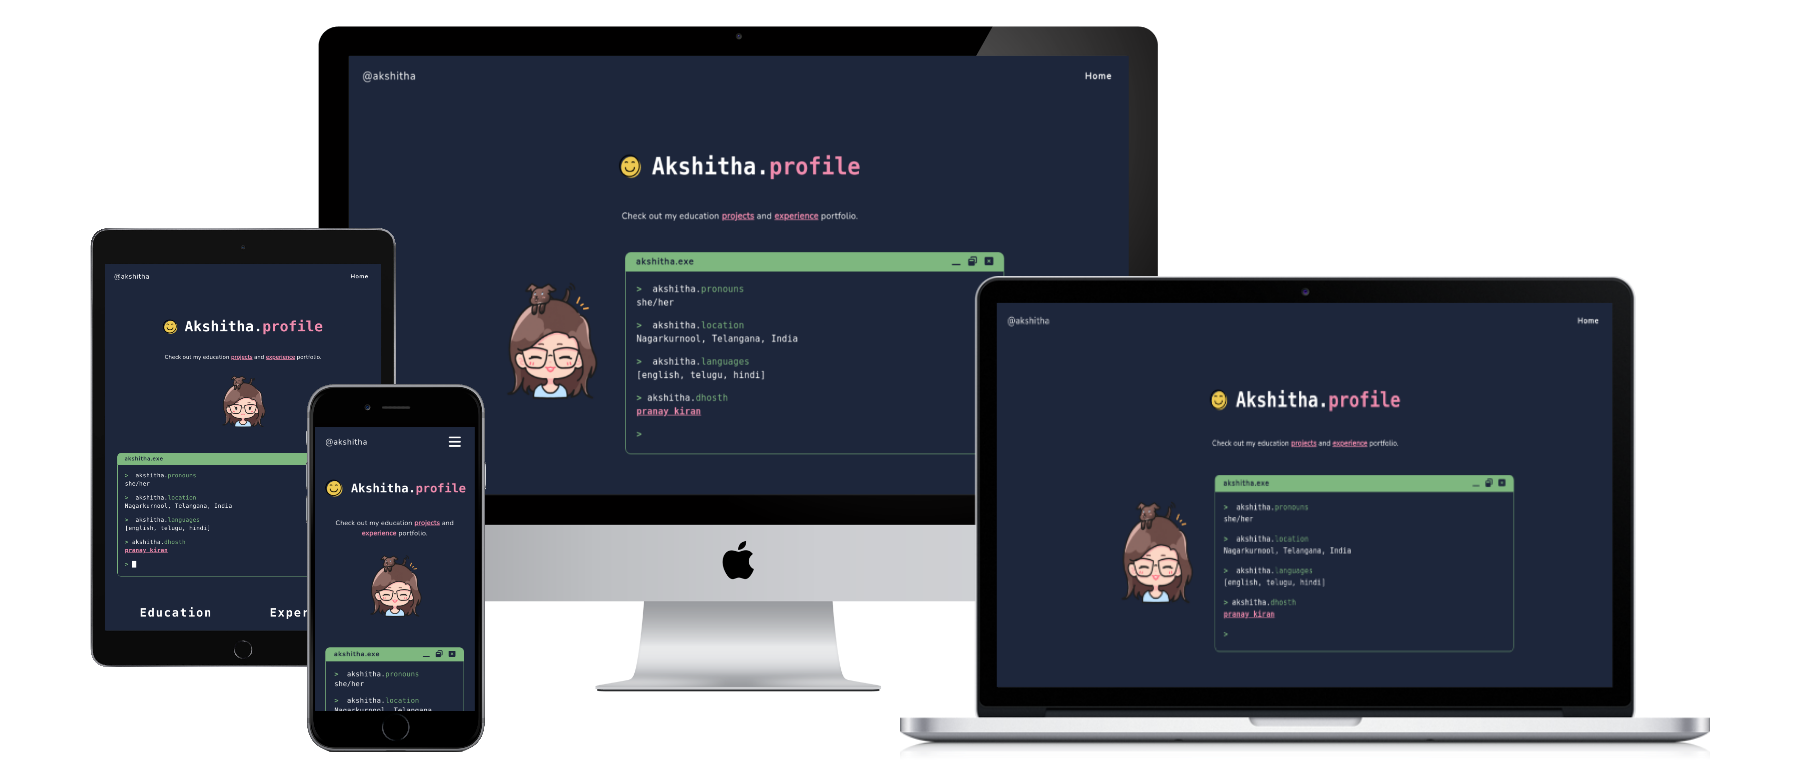 @akshitha
Home
Akshitha.profile
Check out my education projects and experience portfolio.
akshitha.exe
> akshitha.pronouns
she/her
> akshitha.location
Nagarkurnool, Telangana, India
> akshitha.languages
[english, telugu, hindi]
> akshitha.dhosth
pranay kiran
>
@akshitha
Home
Akshitha.profile
Check out my education projects and experience portfolio.
akshitha.exe
> akshitha.pronouns
she/her
> akshitha.location
Nagarkurnool, Telangana, India
> akshitha.languages
[english, telugu, hindi]
> akshitha.dhosth
pranay kiran
>
Education
Exper
@akshitha
Akshitha.profile
Check out my education projects and
experience portfolio.
akshitha.exe
> akshitha.pronouns
she/her
> akshitha.location
Nagarkurnool, Telangana
@akshitha
Home
Akshitha.profile
Check out my education projects and experience portfolio.
akshitha.exe
> akshitha.pronouns
she/her
> akshitha.location
Nagarkurnool, Telangana, India
> akshitha.languages
[english, telugu, hindi]
> akshitha.dhosth
pranay kiran
>